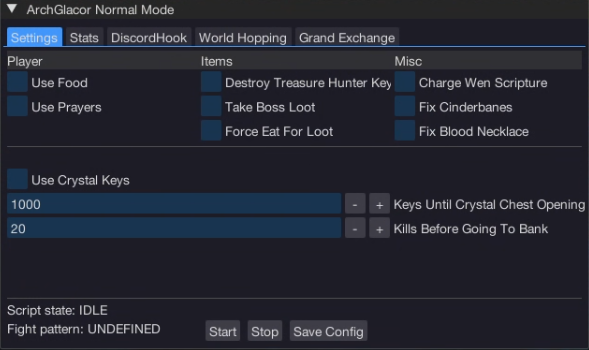 ArchGlacor Normal Mode
Settings Stats DiscordHook World Hopping Grand Exchange
Player Items Misc
Use Food Destroy Treasure Hunter Key Charge Wen Scripture
Use Prayers Take Boss Loot Fix Cinderbanes
Force Eat For Loot Fix Blood Necklace
Use Crystal Keys
1000 - + Keys Until Crystal Chest Opening
20 - + Kills Before Going To Bank
Script state: IDLE
Fight pattern: UNDEFINED Start Stop Save Config